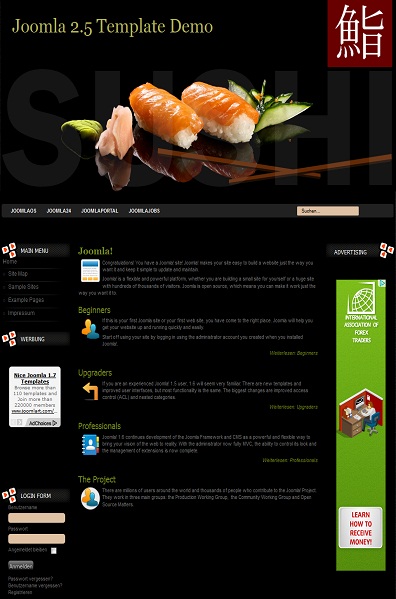 Joomla 2.5 Template Demo
鮨
SUSHI
JOOMLAOS
JOOMLA24
JOOMLAPORTAL
JOOMLAJOBS
Suchen...
MAIN MENU
Home
Site Map
Sample Sites
Example Pages
Impressum
WERBUNG
Nice Joomla 1.7
Templates
Browse more than
110 templates and
Join more than
220000 members
www.joomlart.com/...
AdChoices
LOGIN FORM
Benutzername
Passwort
Angemeldet bleiben
Anmelden
Passwort vergessen?
Benutzername vergessen?
Registrieren
Joomla!
Congratulations! You have a Joomla! site! Joomla! makes your site easy to build a website just the way you
want it and keep it simple to update and maintain.
Joomla! is a flexible and powerful platform, whether you are building a small site for yourself or a huge site
with hundreds of thousands of visitors. Joomla is open source, which means you can make it work just the
way you want it to.
Beginners
If this is your first Joomla site or your first web site, you have come to the right place. Joomla will help you
get your website up and running quickly and easily.
Start off using your site by logging in using the administrator account you created when you installed
Joomla!.
Weiterlesen: Beginners
Upgraders
If you are an experienced Joomla! 1.5 user, 1.6 will seem very familiar. There are new templates and
improved user interfaces, but most functionality is the same. The biggest changes are improved access
control (ACL) and nested categories.
Weiterlesen: Upgraders
Professionals
Joomla! 1.6 continues development of the Joomla Framework and CMS as a powerful and flexible way to
bring your vision of the web to reality. With the administrator now fully MVC, the ability to control its look and
the management of extensions is now complete.
Weiterlesen: Professionals
The Project
There are millions of users around the world and thousands of people who contribute to the Joomla! Project.
They work in three main groups: the Production Working Group, the Community Working Group and Open
Source Matters.
ADVERTISING
INTERNATIONAL
ASSOCIATION OF
FOREX
TRADERS
LEARN
HOW TO
RECEIVE
MONEY!